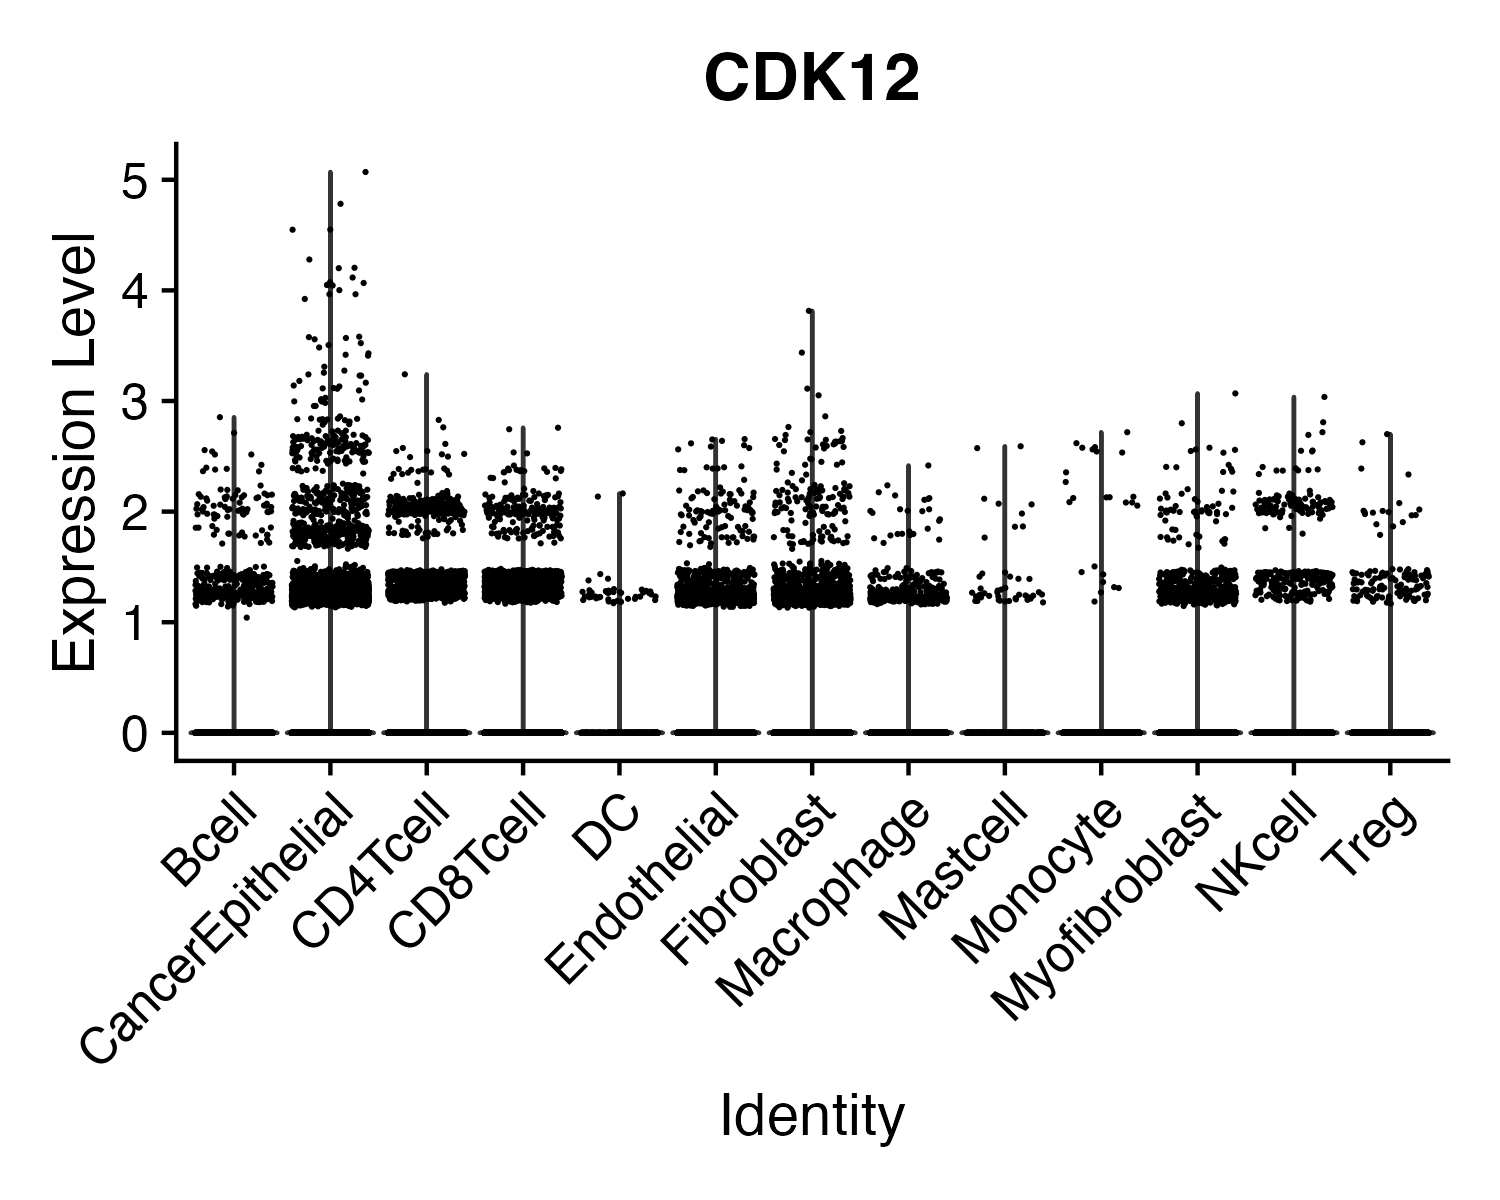 CDK12
Expression Level
5
4
3
2
1
0
Bcell
CancerEpithelial
CD4Tcell
CD8Tcell
DC
Endothelial
Fibroblast
Macrophage
Mastcell
Monocyte
Myofibroblast
NKcell
Treg
Identity